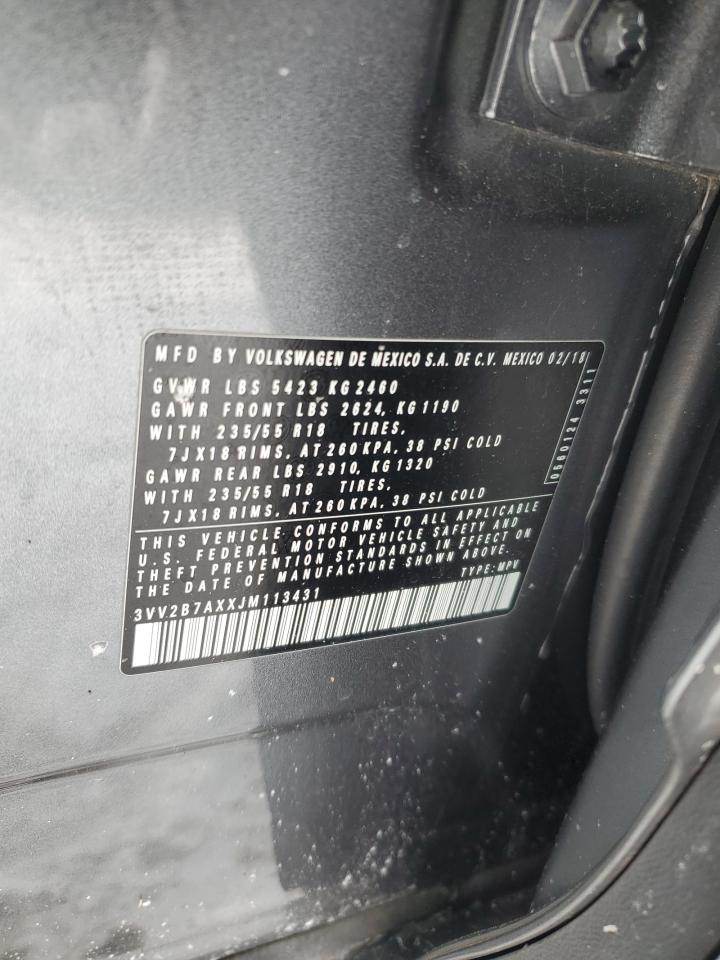 MFD BY VOLKSWAGEN DE MEXICO S.A. DE C.V. MEXICO 02/18
GVWR LBS 5423 KG 2460
GAWR FRONT LBS 2624, KG 1190
WITH 235/55 R18 TIRES,
7JX18 RIMS, AT 260 KPA, 38 PSI COLD
GAWR REAR LBS 2910, KG 1320
WITH 235/55 R18 TIRES,
7JX18 RIMS, AT 260 KPA, 38 PSI COLD
0560124 3311
THIS VEHICLE CONFORMS TO ALL APPLICABLE
U.S. FEDERAL MOTOR VEHICLE SAFETY AND
THEFT PREVENTION STANDARDS IN EFFECT ON
THE DATE OF MANUFACTURE SHOWN ABOVE.
TYPE: MPV
3VV2B7AXXJM113431